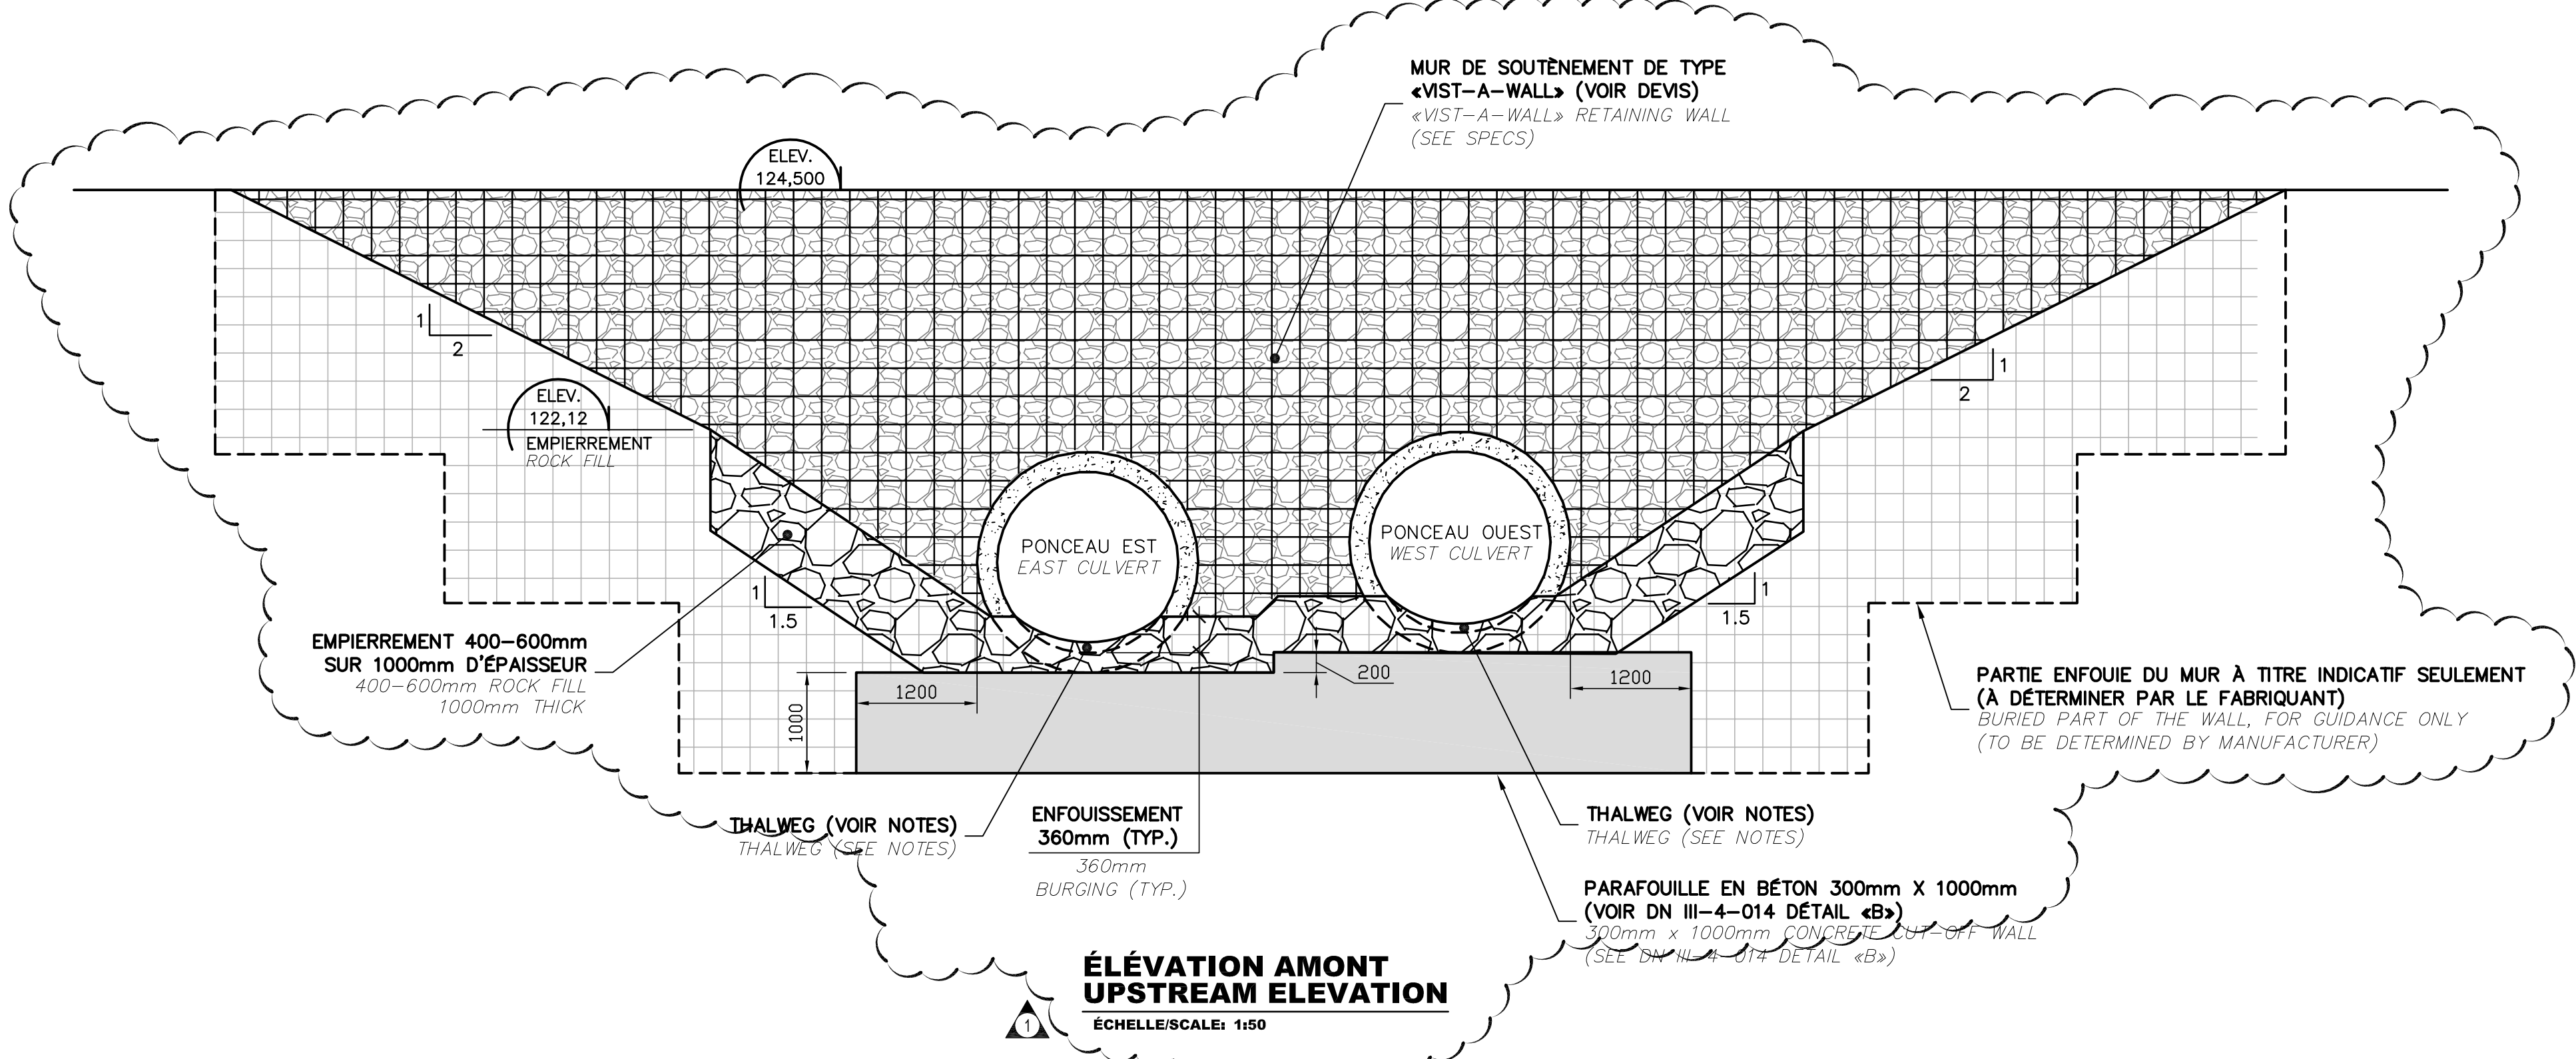 MUR DE SOUTÈNEMENT DE TYPE
«VIST-A-WALL» (VOIR DEVIS)
«VIST-A-WALL» RETAINING WALL
(SEE SPECS)
ELEV.
124,500
1
2
1
2
ELEV.
122,12
EMPIERREMENT
ROCK FILL
PONCEAU EST
EAST CULVERT
PONCEAU OUEST
WEST CULVERT
1
1.5
1
1.5
EMPIERREMENT 400-600mm
SUR 1000mm D'ÉPAISSEUR
400-600mm ROCK FILL
1000mm THICK
1200
1000
200
1200
PARTIE ENFOUIE DU MUR À TITRE INDICATIF SEULEMENT
(À DÉTERMINER PAR LE FABRIQUANT)
BURIED PART OF THE WALL, FOR GUIDANCE ONLY
(TO BE DETERMINED BY MANUFACTURER)
THALWEG (VOIR NOTES)
THALWEG (SEE NOTES)
ENFOUISSEMENT
360mm (TYP.)
360mm
BURGING (TYP.)
THALWEG (VOIR NOTES)
THALWEG (SEE NOTES)
PARAFOUILLE EN BÉTON 300mm X 1000mm
(VOIR DN III-4-014 DÉTAIL «B»)
300mm x 1000mm CONCRETE CUT-OFF WALL
(SEE DN III-4-014 DETAIL «B»)
ÉLÉVATION AMONT
UPSTREAM ELEVATION
ÉCHELLE/SCALE: 1:50
1